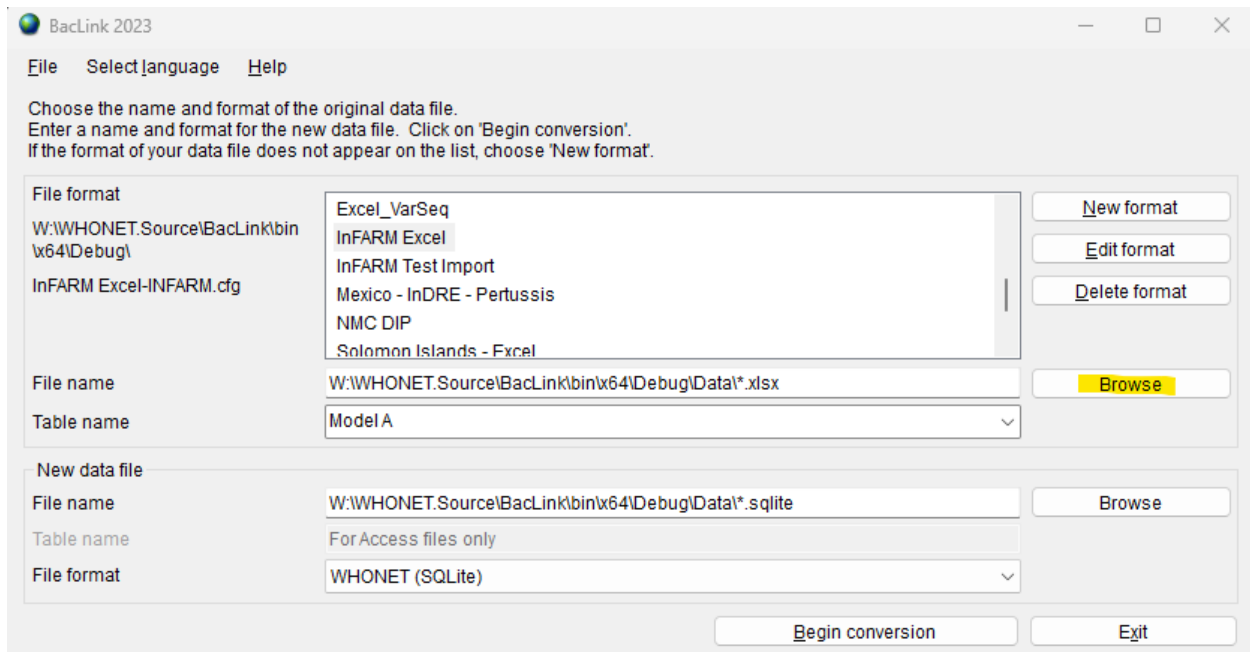 BacLink 2023
File Select language Help
Choose the name and format of the original data file.
Enter a name and format for the new data file. Click on 'Begin conversion'.
If the format of your data file does not appear on the list, choose 'New format'.
File format
W:\WHONET.Source\BacLink\bin
\x64\Debug\
InFARM Excel-INFARM.cfg
Excel_VarSeq
InFARM Excel
InFARM Test Import
Mexico - InDRE - Pertussis
NMC DIP
Solomon Islands - Excel
New format
Edit format
Delete format
File name W:\WHONET.Source\BacLink\bin\x64\Debug\Data\*.xlsx Browse
Table name Model A
New data file
File name W:\WHONET.Source\BacLink\bin\x64\Debug\Data\*.sqlite Browse
Table name For Access files only
File format WHONET (SQLite)
Begin conversion Exit